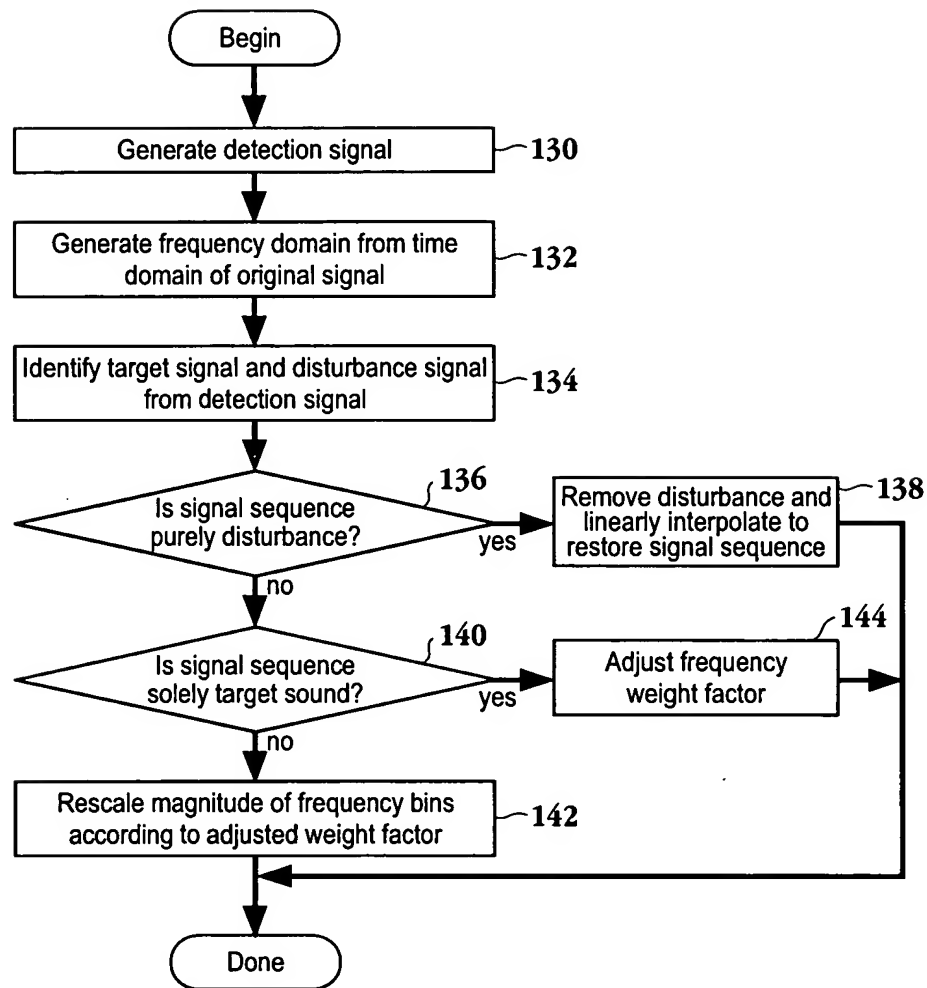 Begin
Generate detection signal
130
Generate frequency domain from time
domain of original signal
132
Identify target signal and disturbance signal
from detection signal
134
136
Is signal sequence
purely disturbance?
yes
no
Remove disturbance and
linearly interpolate to
restore signal sequence
138
140
Is signal sequence
solely target sound?
yes
no
144
Adjust frequency
weight factor
Rescale magnitude of frequency bins
according to adjusted weight factor
142
Done